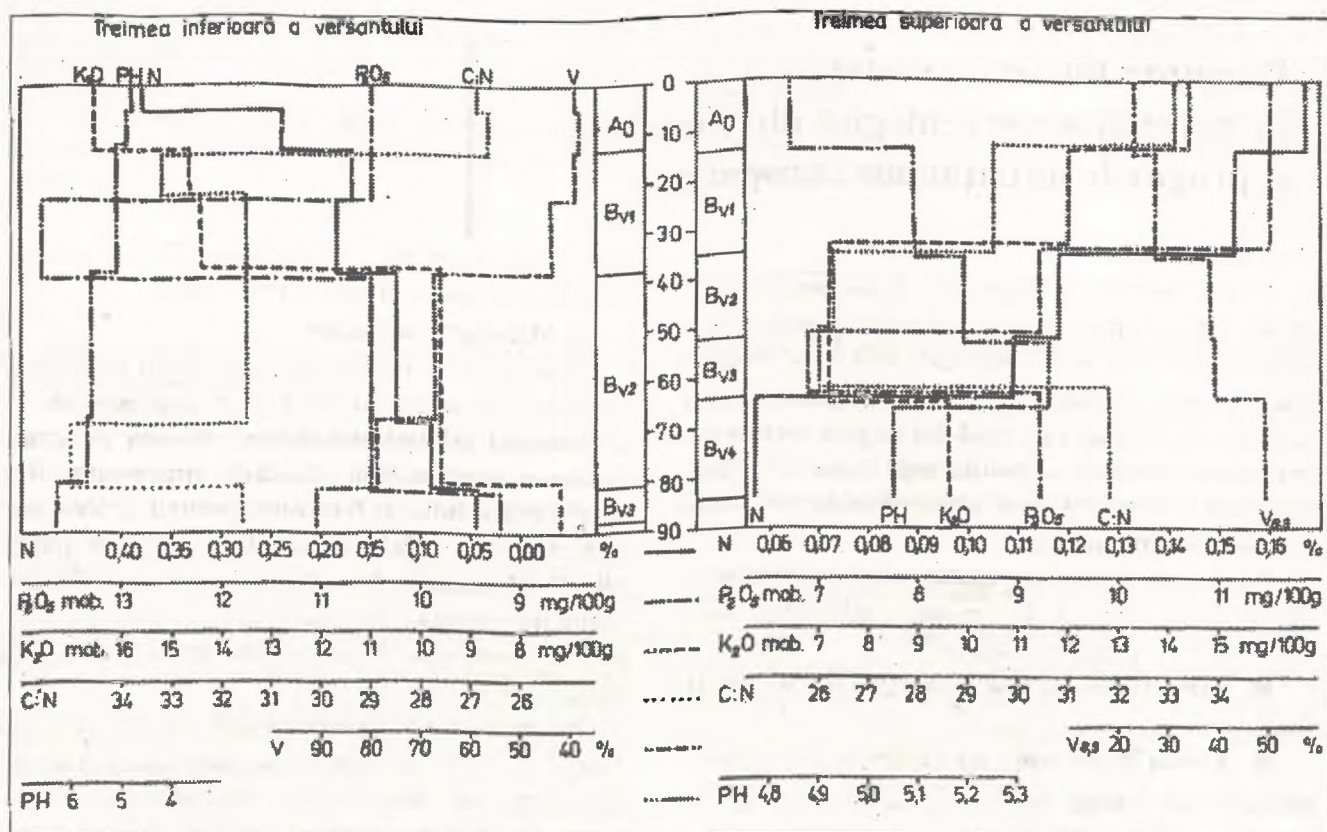 Treimea inferioară a versantului
K₂O PH N P₂O₅ C:N V
A₀
Bv1
Bv2
Bv3
N 0,40 0,35 0,30 0,25 0,20 0,15 0,10 0,05 0,00 %
P₂O₅ mob. 13 12 11 10 9 mg/100g
K₂O mob. 16 15 14 13 12 11 10 9 8 mg/100g
C:N 34 33 32 31 30 29 28 27 26
V 90 80 70 60 50 40 %
PH 6 5 4
0
10
20
30
40
50
60
70
80
90
Treimea superioară a versantului
A₀
Bv1
Bv2
Bv3
Bv4
N PH K₂O P₂O₅ C:N V8,3
N 0,06 0,07 0,08 0,09 0,10 0,11 0,12 0,13 0,14 0,15 0,16 %
P₂O₅ mob. 7 8 9 10 11 mg/100g
K₂O mob. 7 8 9 10 11 12 13 14 15 mg/100g
C:N 26 27 28 29 30 31 32 33 34
V8,3 20 30 40 50 %
PH 4,8 4,9 5,0 5,1 5,2 5,3